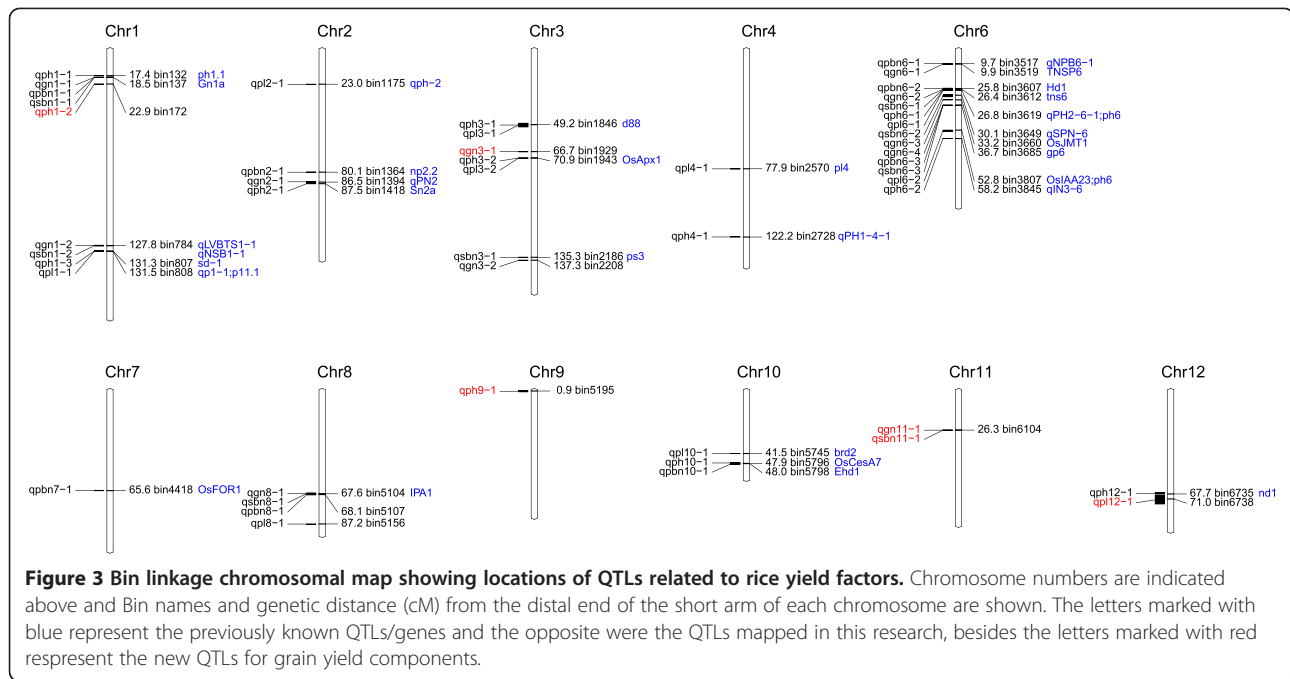 Chr1
qph1-1 17.4 bin132 ph1.1
qgn1-1 18.5 bin137 Gn1a
qpbn1-1
qsbn1-1
qph1-2 22.9 bin172
qgn1-2 127.8 bin784 qLVBTS1-1
qsbn1-2 qNSB1-1
qph1-3 131.3 bin807 sd-1
qpl1-1 131.5 bin808 qp1-1;p11.1
Chr2
qpl2-1 23.0 bin1175 qph-2
qpbn2-1 80.1 bin1364 np2.2
qgn2-1 86.5 bin1394 qPN2
qph2-1 87.5 bin1418 Sn2a
Chr3
qph3-1 49.2 bin1846 d88
qpl3-1
qgn3-1 66.7 bin1929
qph3-2 70.9 bin1943 OsApx1
qpl3-2
qsbn3-1 135.3 bin2186 ps3
qgn3-2 137.3 bin2208
Chr4
qpl4-1 77.9 bin2570 pl4
qph4-1 122.2 bin2728 qPH1-4-1
Chr6
qpbn6-1 9.7 bin3517 qNPB6-1
qgn6-1 9.9 bin3519 TNSP6
qpbn6-2 25.8 bin3607 Hd1
qgn6-2 26.4 bin3612 tns6
qsbn6-1
qph6-1 26.8 bin3619 qPH2-6-1;ph6
qpl6-1
qsbn6-2 30.1 bin3649 qSPN-6
qgn6-3 33.2 bin3660 OsJMT1
qgn6-4 36.7 bin3685 gp6
qpbn6-3
qsbn6-3
qpl6-2 52.8 bin3807 OsIAA23;ph6
qph6-2 58.2 bin3845 qIN3-6
Chr7
qpbn7-1 65.6 bin4418 OsFOR1
Chr8
qgn8-1 67.6 bin5104 IPA1
qsbn8-1
qpbn8-1 68.1 bin5107
qpl8-1 87.2 bin5156
Chr9
qph9-1 0.9 bin5195
Chr10
qpl10-1 41.5 bin5745 brd2
qph10-1 47.9 bin5796 OsCesA7
qpbn10-1 48.0 bin5798 Ehd1
Chr11
qgn11-1 26.3 bin6104
qsbn11-1
Chr12
qph12-1 67.7 bin6735 nd1
qpl12-1 71.0 bin6738
Figure 3 Bin linkage chromosomal map showing locations of QTLs related to rice yield factors. Chromosome numbers are indicated
above and Bin names and genetic distance (cM) from the distal end of the short arm of each chromosome are shown. The letters marked with
blue represent the previously known QTLs/genes and the opposite were the QTLs mapped in this research, besides the letters marked with red
respresent the new QTLs for grain yield components.